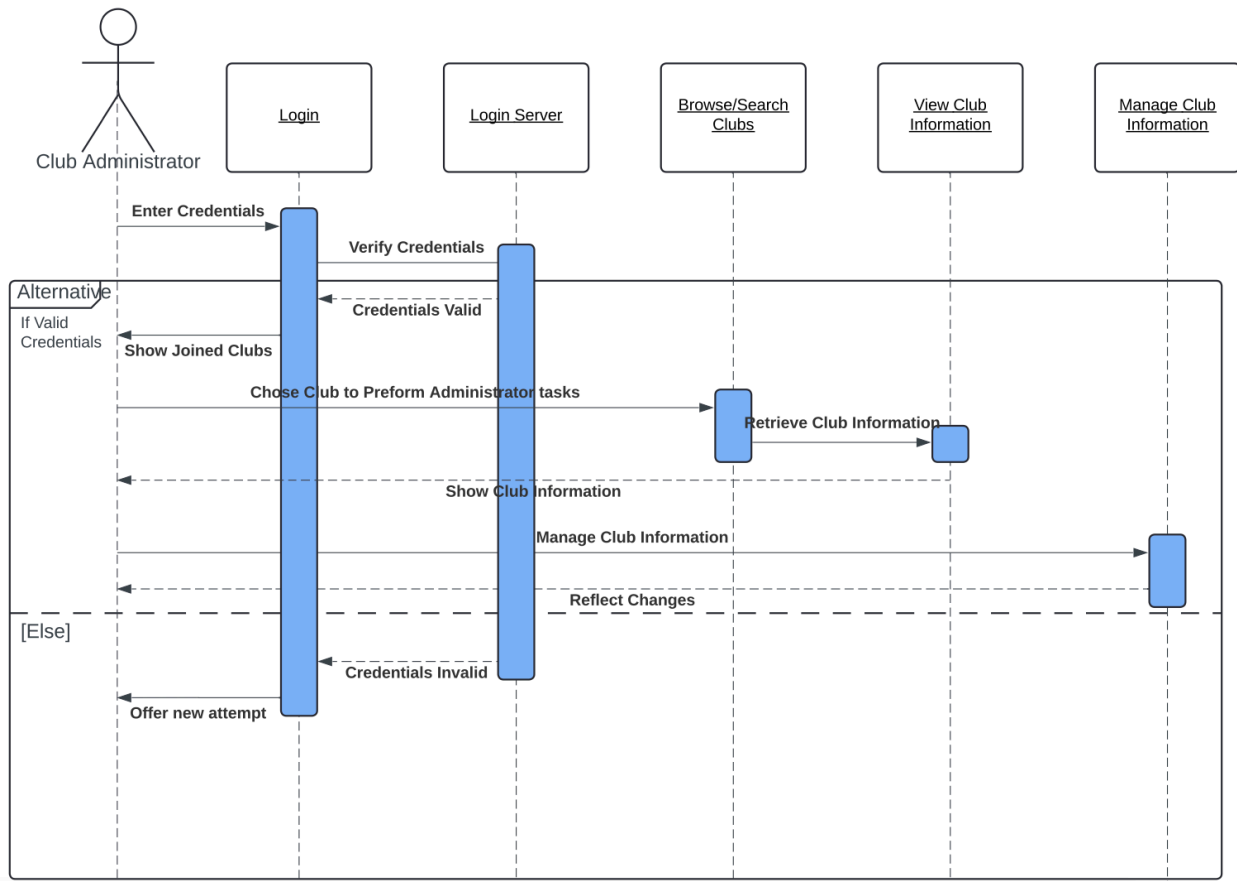 Club Administrator
Login
Login Server
Browse/Search
Clubs
View Club
Information
Manage Club
Information
Enter Credentials
Verify Credentials
Alternative
If Valid
Credentials
Credentials Valid
Show Joined Clubs
Chose Club to Preform Administrator tasks
Retrieve Club Information
Show Club Information
Manage Club Information
Reflect Changes
[Else]
Credentials Invalid
Offer new attempt